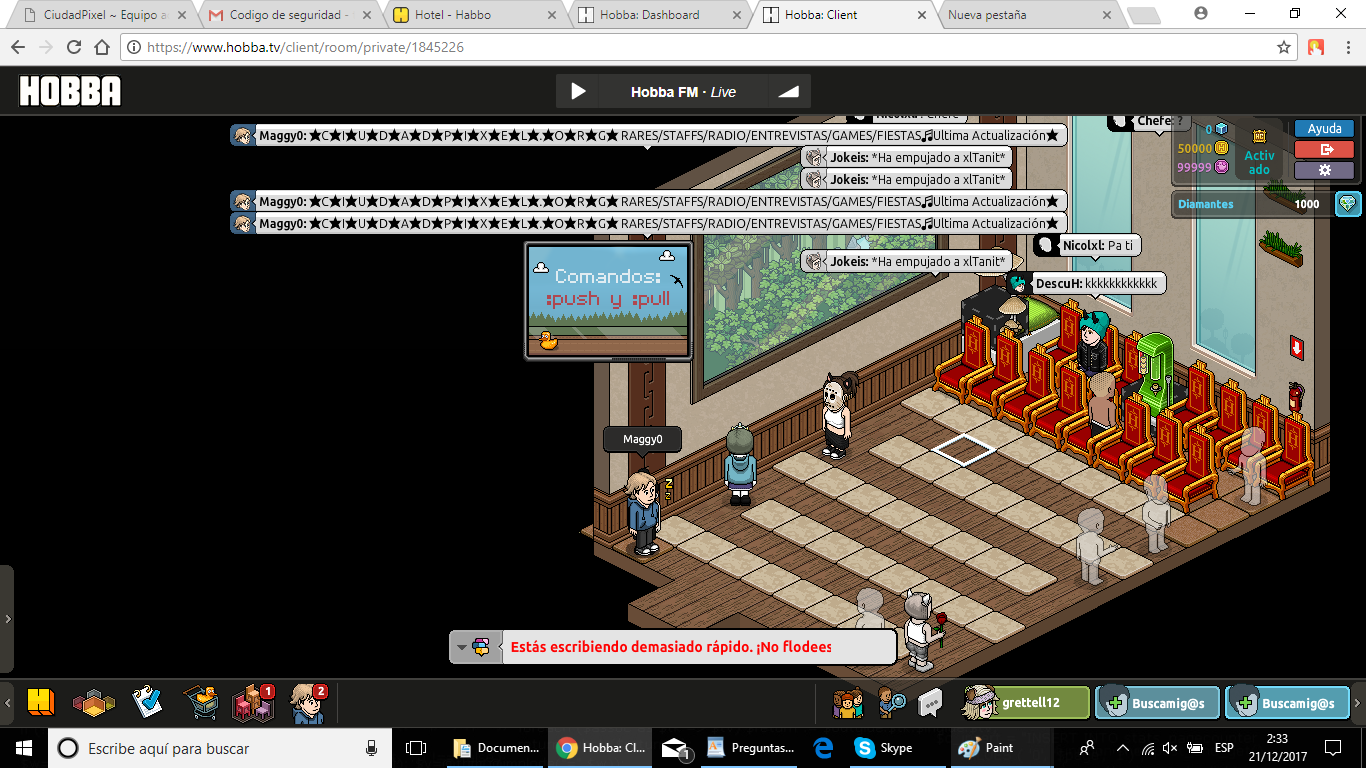 CiudadPixel ~ Equipo a
Codigo de seguridad -
Hotel - Habbo
Hobba: Dashboard
Hobba: Client
Nueva pestaña
https://www.hobba.tv/client/room/private/1845226
HOBBA
Hobba FM · Live
Chefe: ?
Maggy0: ★C★I★U★D★A★D★P★I★X★E★L★.★O★R★G★ RARES/STAFFS/RADIO/ENTREVISTAS/GAMES/FIESTAS♫Ultima Actualización★
0
Ayuda
50000
Activ
ado
99999
Jokeis: *Ha empujado a xlTanit*
Jokeis: *Ha empujado a xlTanit*
Maggy0: ★C★I★U★D★A★D★P★I★X★E★L★.★O★R★G★ RARES/STAFFS/RADIO/ENTREVISTAS/GAMES/FIESTAS♫Ultima Actualización★
Diamantes 1000
Maggy0: ★C★I★U★D★A★D★P★I★X★E★L★.★O★R★G★ RARES/STAFFS/RADIO/ENTREVISTAS/GAMES/FIESTAS♫Ultima Actualización★
Nicolxl: Pa ti
Jokeis: *Ha empujado a xlTanit*
DescuH: kkkkkkkkkkkk
Comandos:
:push y :pull
Maggy0
Z
Z
Estás escribiendo demasiado rápido. ¡No flodees
1
2
grettell12
Buscamig@s
Buscamig@s
Escribe aquí para buscar
Documen...
Hobba: Cl...
1
Preguntas...
Skype
Paint
ESP
2:33
21/12/2017